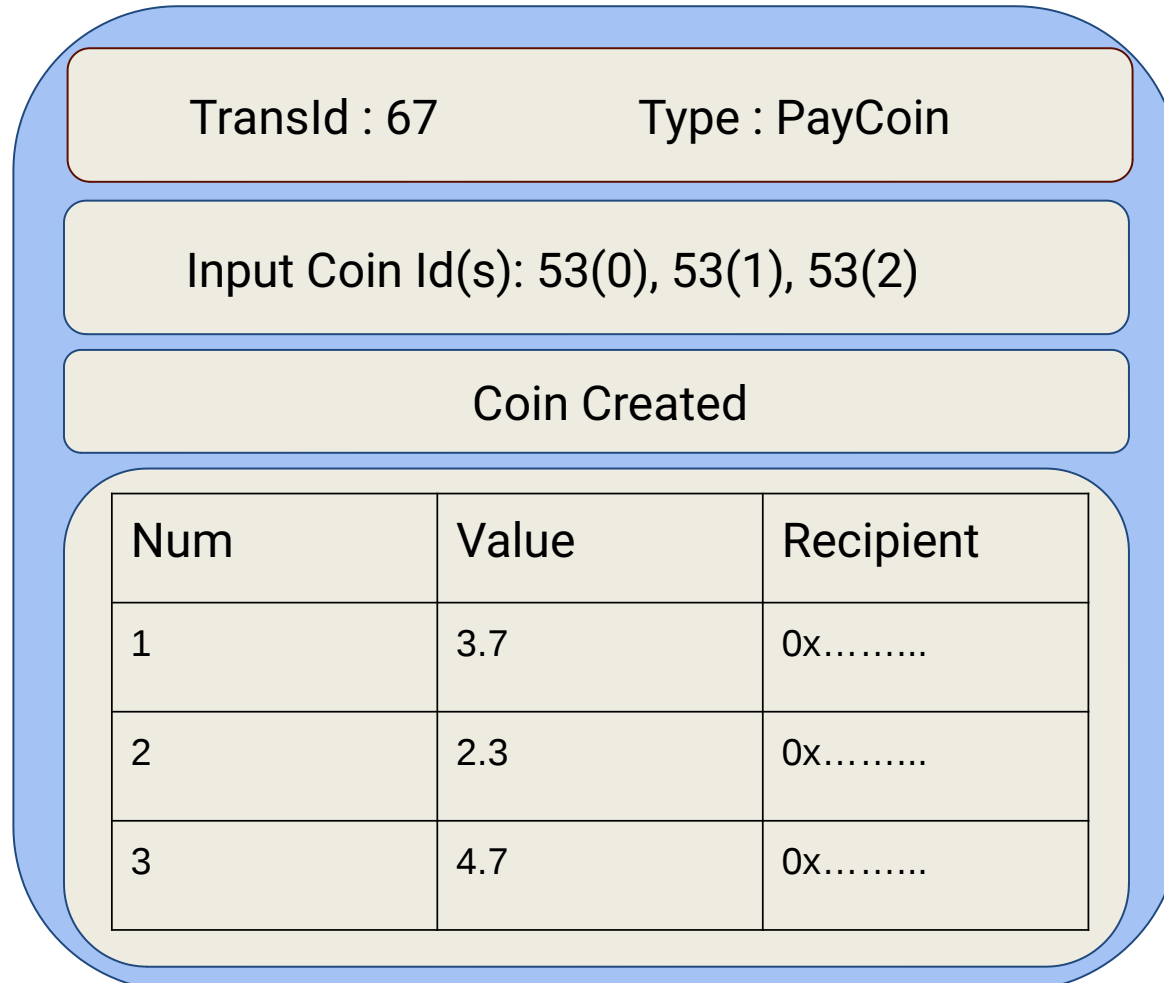 TransId : 67 Type : PayCoin
Input Coin Id(s): 53(0), 53(1), 53(2)
Coin Created
Num Value Recipient
1 3.7 0x……...
2 2.3 0x……...
3 4.7 0x……...